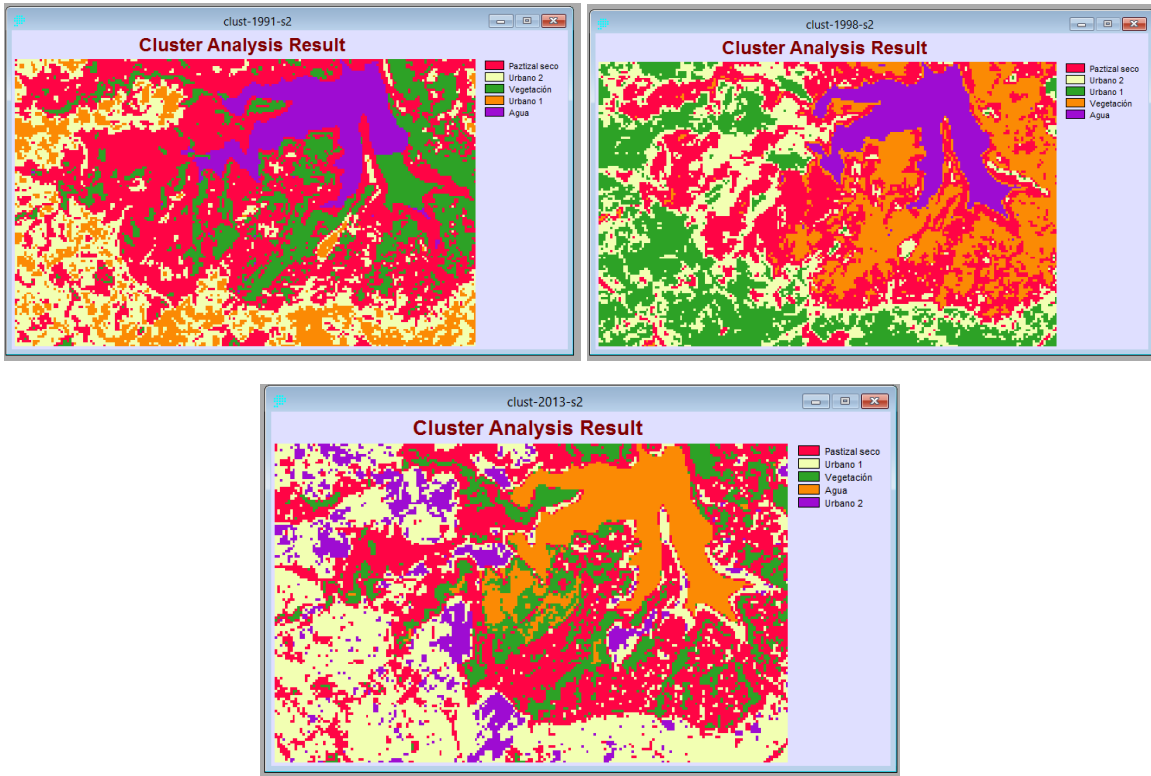 clust-1991-s2
Cluster Analysis Result
Paztizal seco
Urbano 2
Vegetación
Urbano 1
Agua
clust-1998-s2
Cluster Analysis Result
Paztizal seco
Urbano 2
Urbano 1
Vegetación
Agua
clust-2013-s2
Cluster Analysis Result
Pastizal seco
Urbano 1
Vegetación
Agua
Urbano 2